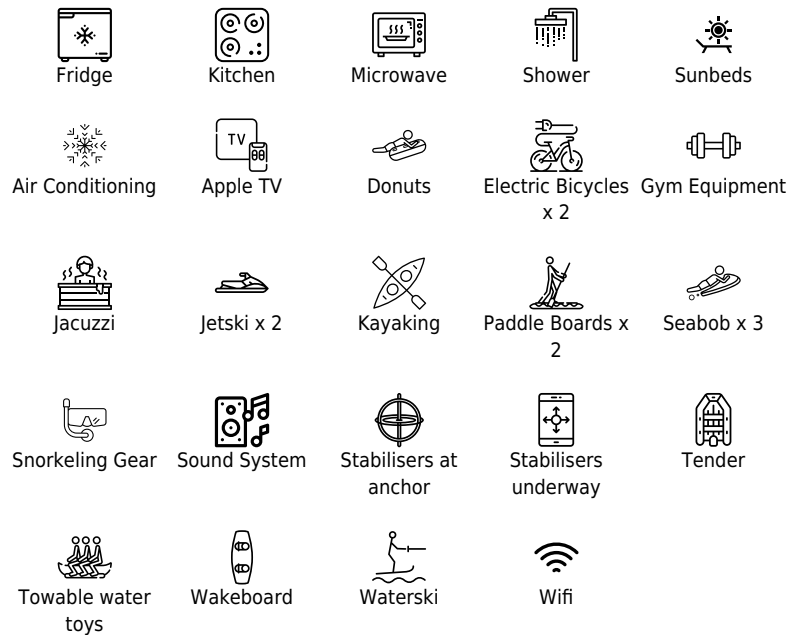 Fridge
Kitchen
Microwave
Shower
Sunbeds
Air Conditioning
TV
Apple TV
Donuts
Electric Bicycles
x 2
Gym Equipment
Jacuzzi
Jetski x 2
Kayaking
Paddle Boards x
2
Seabob x 3
Snorkeling Gear
Sound System
Stabilisers at
anchor
Stabilisers
underway
Tender
Towable water
toys
Wakeboard
Waterski
Wifi